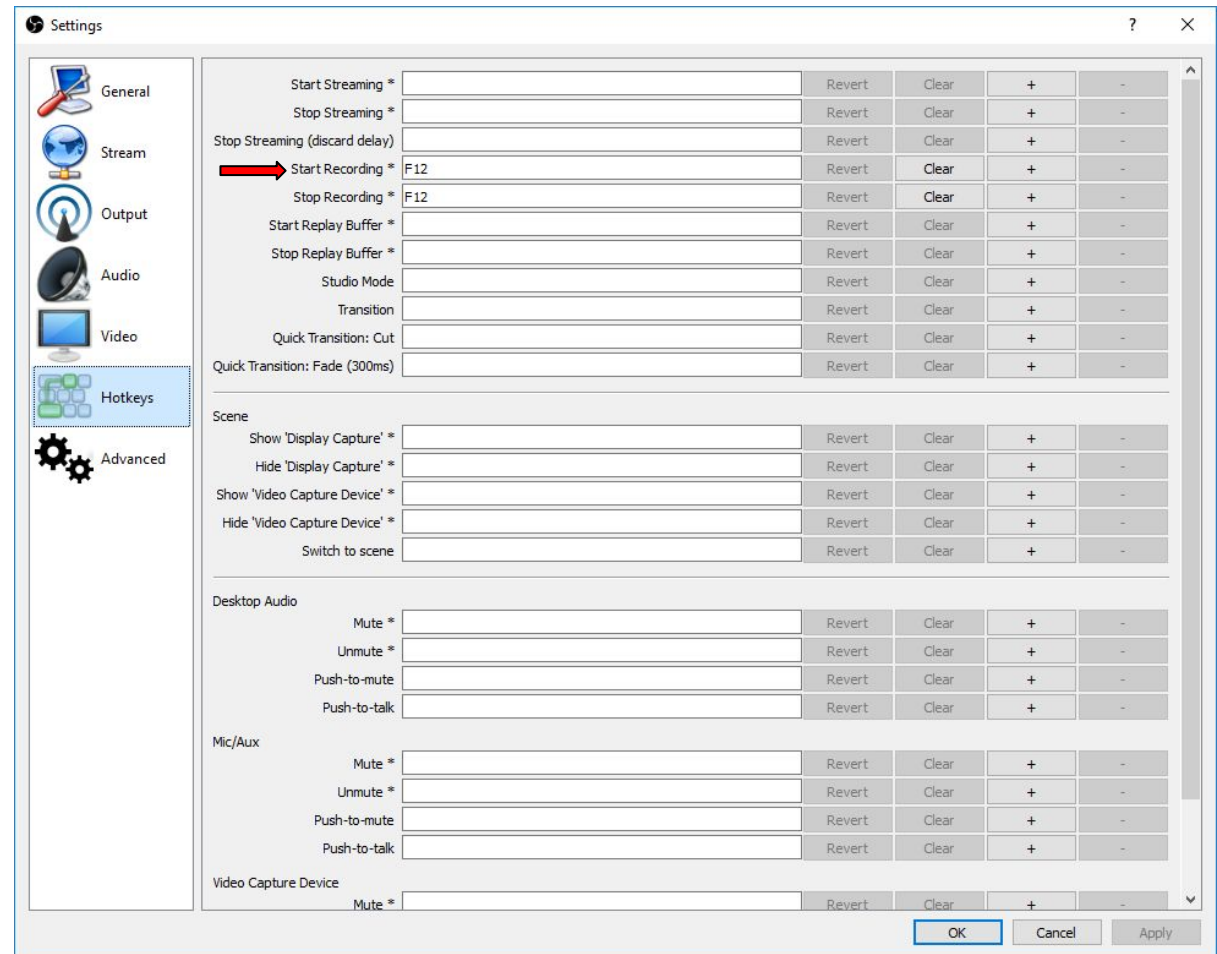 Settings
?
General
Stream
Output
Audio
Video
Hotkeys
Advanced
Start Streaming * Revert Clear + -
Stop Streaming * Revert Clear + -
Stop Streaming (discard delay) Revert Clear + -
Start Recording * F12 Revert Clear + -
Stop Recording * F12 Revert Clear + -
Start Replay Buffer * Revert Clear + -
Stop Replay Buffer * Revert Clear + -
Studio Mode Revert Clear + -
Transition Revert Clear + -
Quick Transition: Cut Revert Clear + -
Quick Transition: Fade (300ms) Revert Clear + -
Scene
Show 'Display Capture' * Revert Clear + -
Hide 'Display Capture' * Revert Clear + -
Show 'Video Capture Device' * Revert Clear + -
Hide 'Video Capture Device' * Revert Clear + -
Switch to scene Revert Clear + -
Desktop Audio
Mute * Revert Clear + -
Unmute * Revert Clear + -
Push-to-mute Revert Clear + -
Push-to-talk Revert Clear + -
Mic/Aux
Mute * Revert Clear + -
Unmute * Revert Clear + -
Push-to-mute Revert Clear + -
Push-to-talk Revert Clear + -
Video Capture Device
Mute * Revert Clear + -
OK Cancel Apply